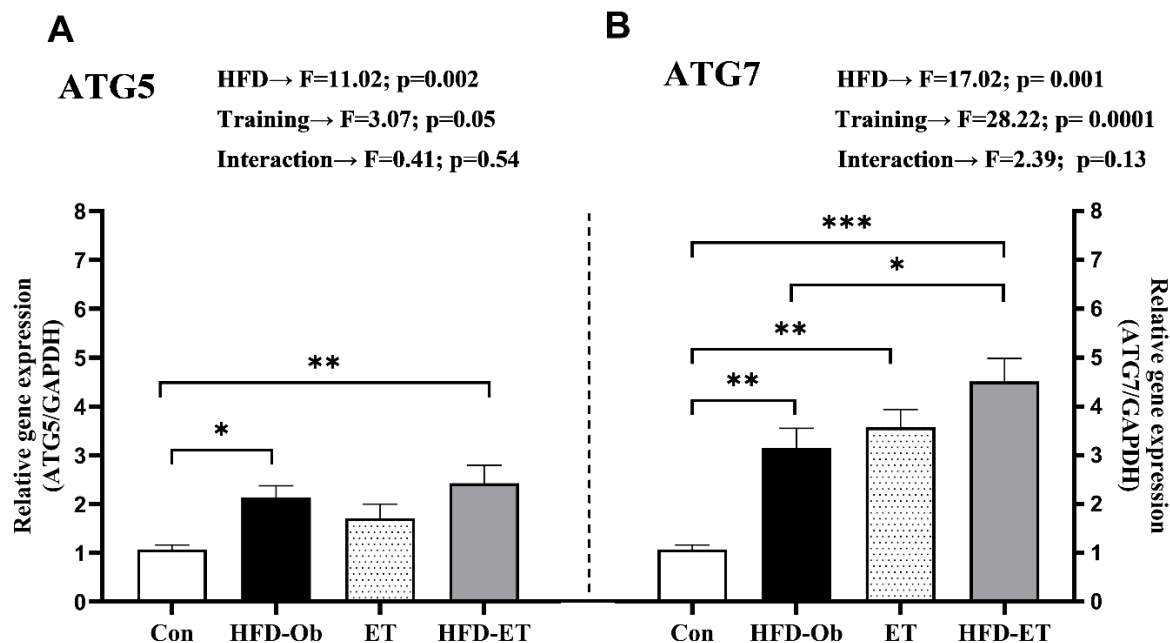 A
ATG5
HFD→ F=11.02; p=0.002
Training→ F=3.07; p=0.05
Interaction→ F=0.41; p=0.54
Relative gene expression
(ATG5/GAPDH)
8
7
6
5
4
3
2
1
0
**
*
Con HFD-Ob ET HFD-ET
B
ATG7
HFD→ F=17.02; p= 0.001
Training→ F=28.22; p= 0.0001
Interaction→ F=2.39; p=0.13
***
*
**
**
8
7
6
5
4
3
2
1
0
Relative gene expression
(ATG7/GAPDH)
Con HFD-Ob ET HFD-ET